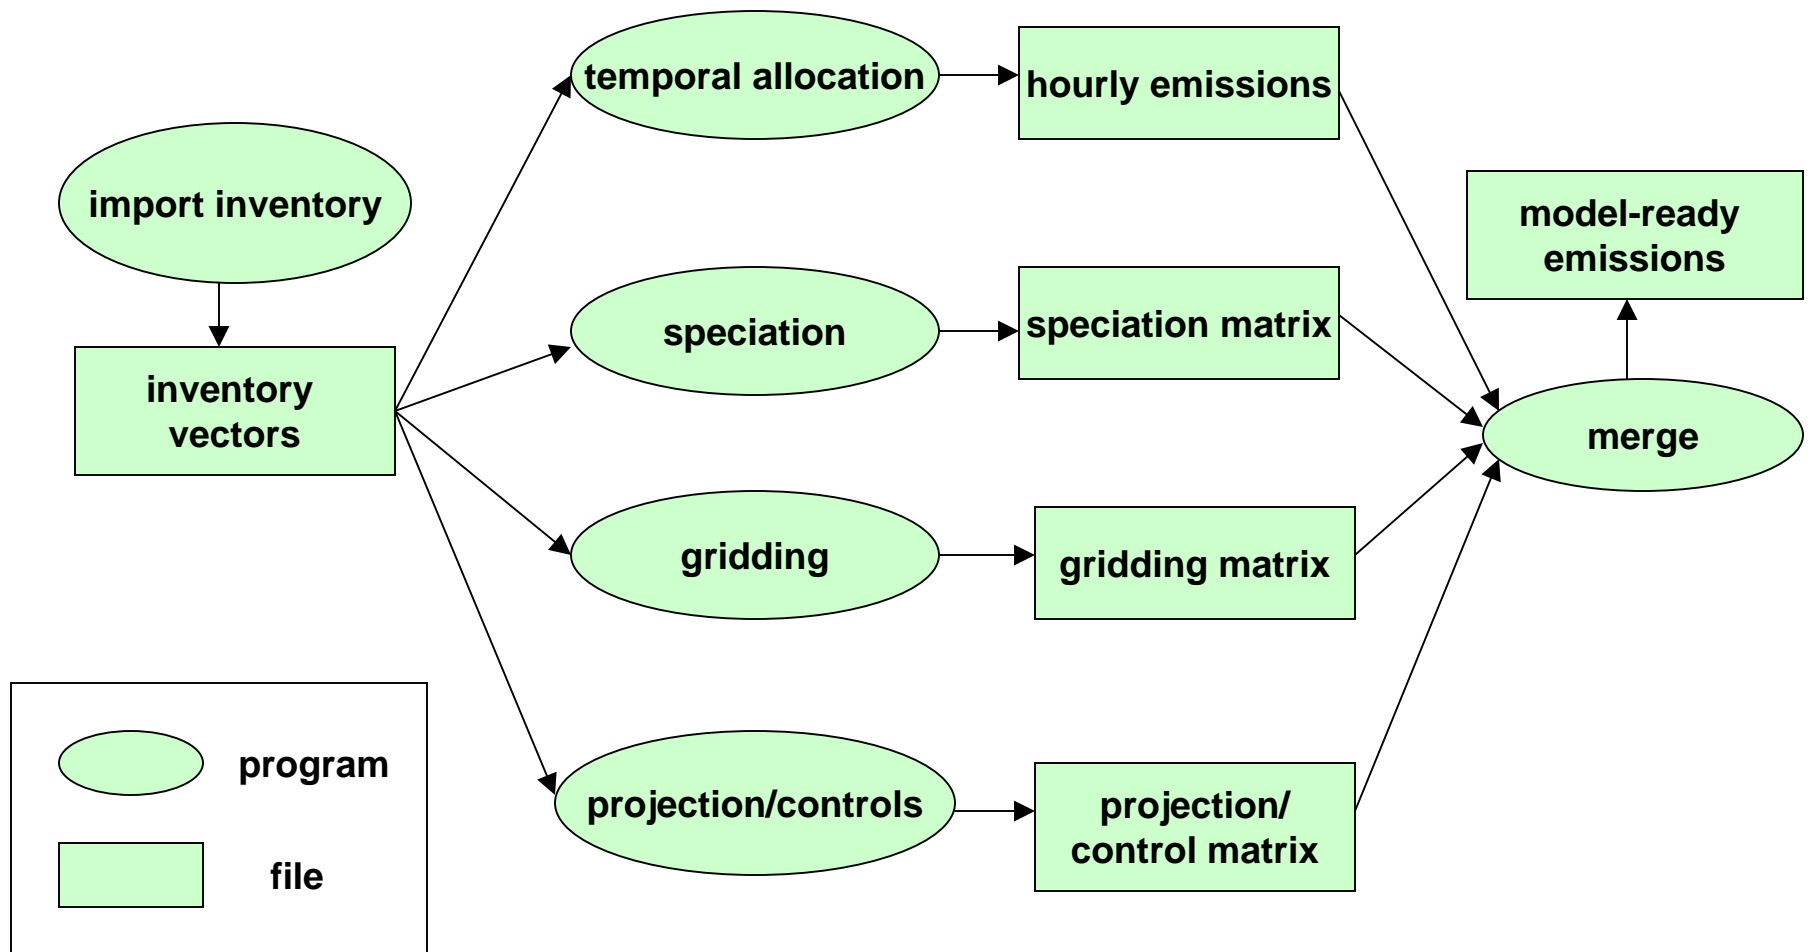 temporal allocation
hourly emissions
import inventory
model-ready
emissions
speciation
speciation matrix
inventory
vectors
merge
gridding
gridding matrix
program
projection/controls
projection/
control matrix
file